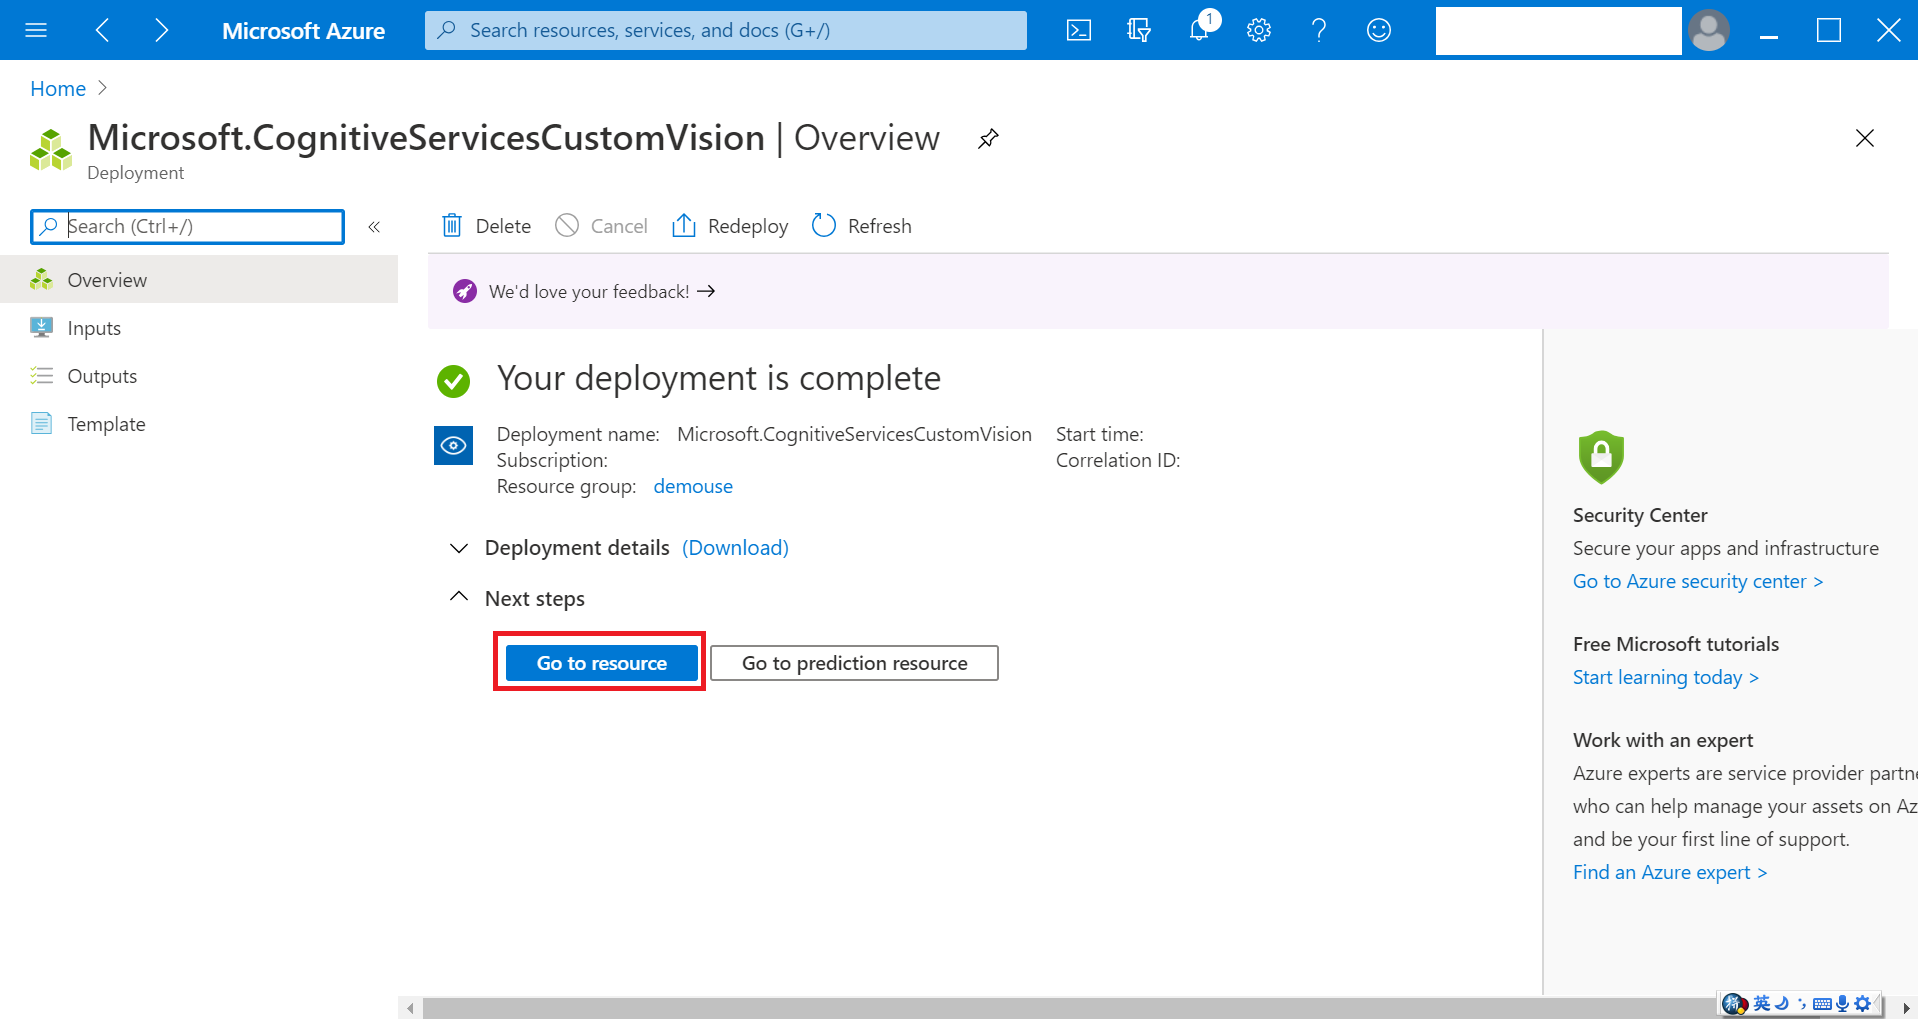 Microsoft Azure
Search resources, services, and docs (G+/)
1
Home
Microsoft.CognitiveServicesCustomVision | Overview
Deployment
Search (Ctrl+/)
«
Delete
Cancel
Redeploy
Refresh
Overview
Inputs
Outputs
Template
We'd love your feedback! →
Your deployment is complete
Deployment name: Microsoft.CognitiveServicesCustomVision
Subscription:
Resource group: demouse
Start time:
Correlation ID:
Deployment details (Download)
Next steps
Go to resource
Go to prediction resource
Security Center
Secure your apps and infrastructure
Go to Azure security center >
Free Microsoft tutorials
Start learning today >
Work with an expert
Azure experts are service provider partne
who can help manage your assets on Az
and be your first line of support.
Find an Azure expert >
英